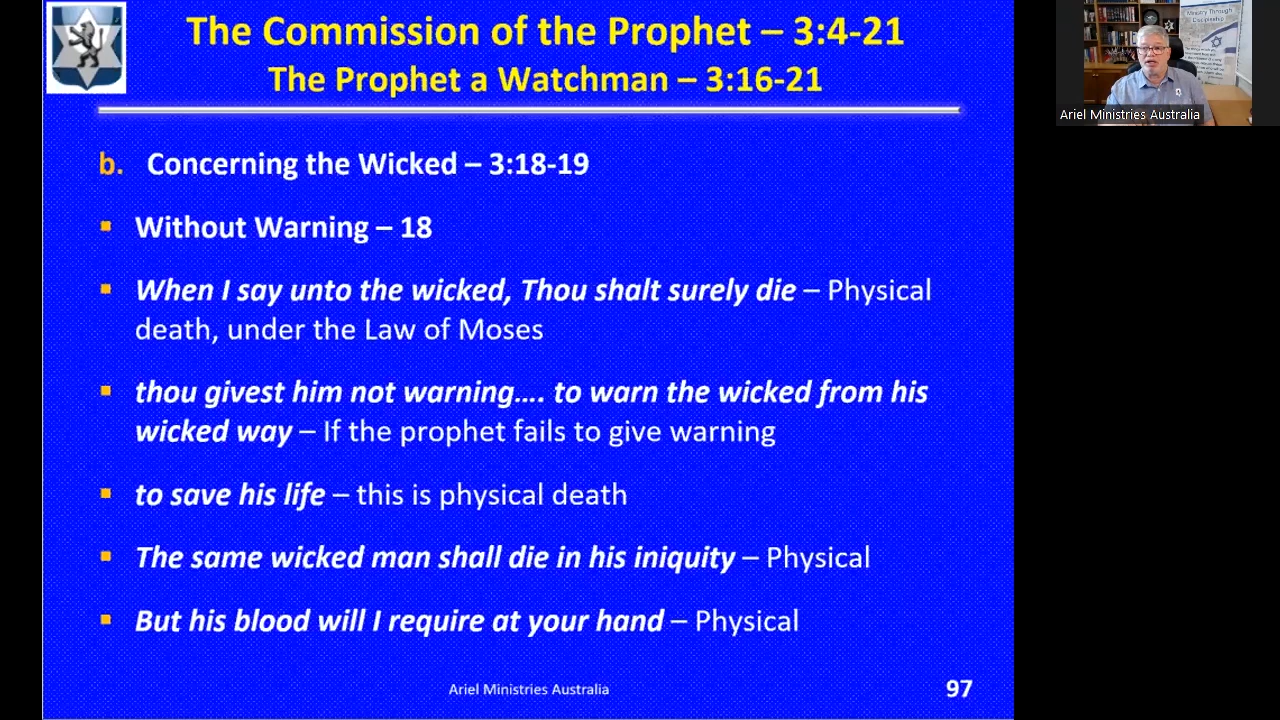 The Commission of the Prophet – 3:4-21
The Prophet a Watchman – 3:16-21
b. Concerning the Wicked – 3:18-19
▪ Without Warning – 18
▪ When I say unto the wicked, Thou shalt surely die – Physical
death, under the Law of Moses
▪ thou givest him not warning.... to warn the wicked from his
wicked way – If the prophet fails to give warning
▪ to save his life – this is physical death
▪ The same wicked man shall die in his iniquity – Physical
▪ But his blood will I require at your hand – Physical
Ariel Ministries Australia
97
Ministry Through
Discipleship
Ariel Ministries Australia